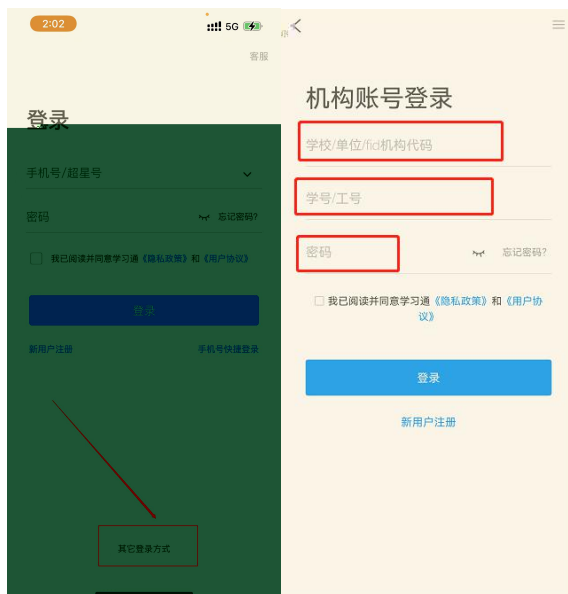 2:02
5G
客服
登录
手机号/超星号
密码
忘记密码?
我已阅读并同意学习通《隐私政策》和《用户协议》
登录
新用户注册
手机号快捷登录
其它登录方式
机构账号登录
学校/单位/fid机构代码
学号/工号
密码
忘记密码?
我已阅读并同意学习通《隐私政策》和《用户协
议》
登录
新用户注册